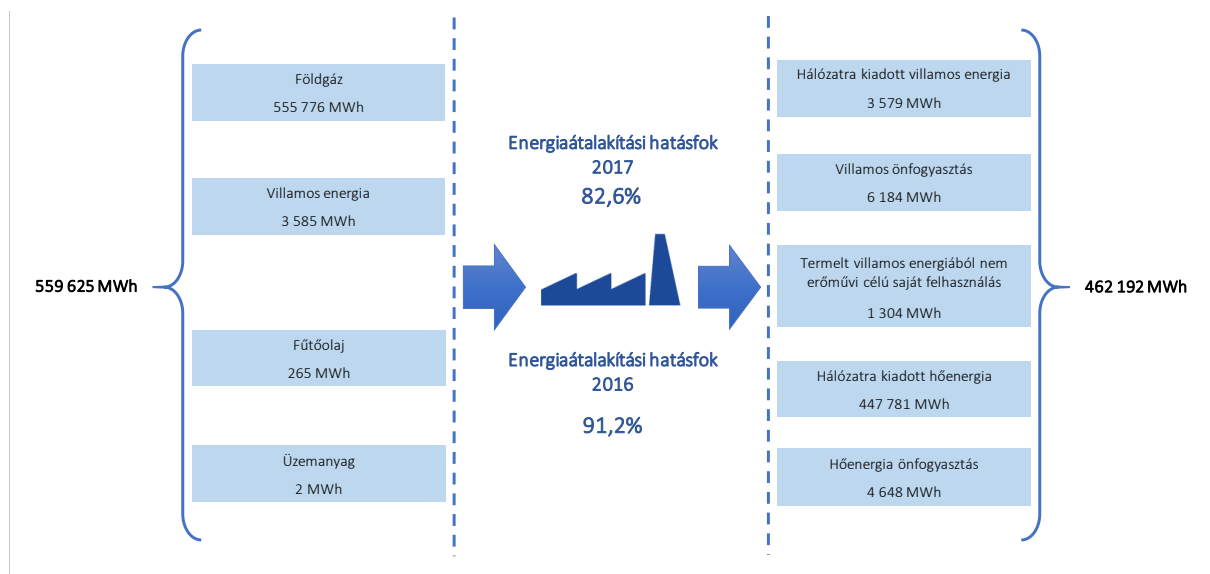 559 625 MWh
Földgáz
555 776 MWh
Villamos energia
3 585 MWh
Fűtőolaj
265 MWh
Üzemanyag
2 MWh
Energiaátalakítási hatásfok
2017
82,6%
Energiaátalakítási hatásfok
2016
91,2%
Hálózatra kiadott villamos energia
3 579 MWh
Villamos önfogyasztás
6 184 MWh
Termelt villamos energiából nem
erőművi célú saját felhasználás
1 304 MWh
Hálózatra kiadott hőenergia
447 781 MWh
Hőenergia önfogyasztás
4 648 MWh
462 192 MWh